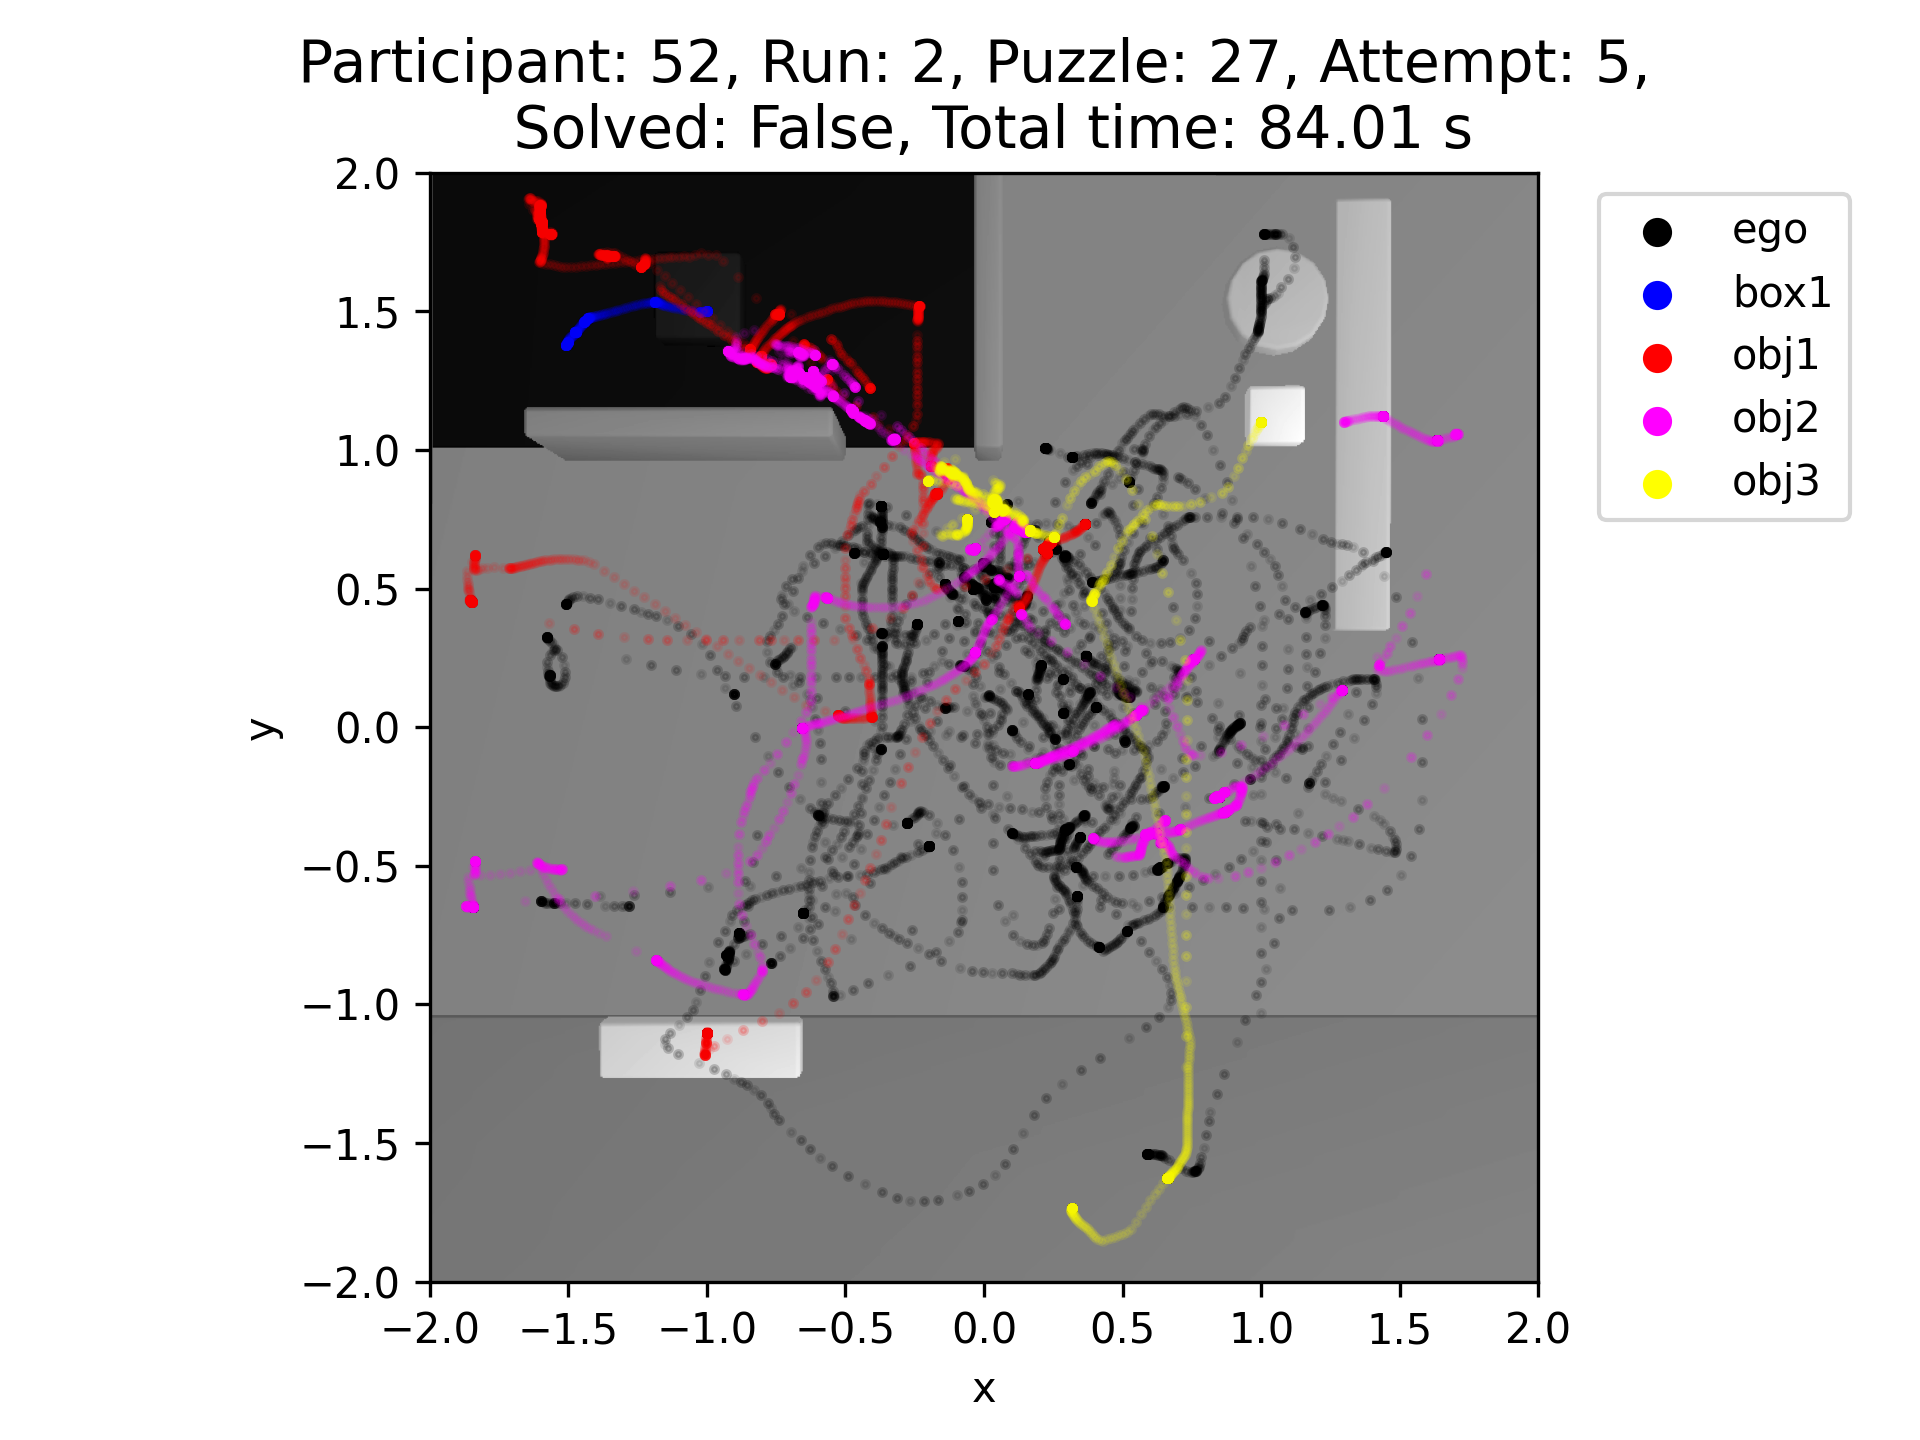 Participant: 52, Run: 2, Puzzle: 27, Attempt: 5,
Solved: False, Total time: 84.01 s
2.0
1.5
1.0
0.5
0.0
−0.5
−1.0
−1.5
−2.0
y
−2.0 −1.5 −1.0 −0.5 0.0 0.5 1.0 1.5 2.0
x
ego
box1
obj1
obj2
obj3